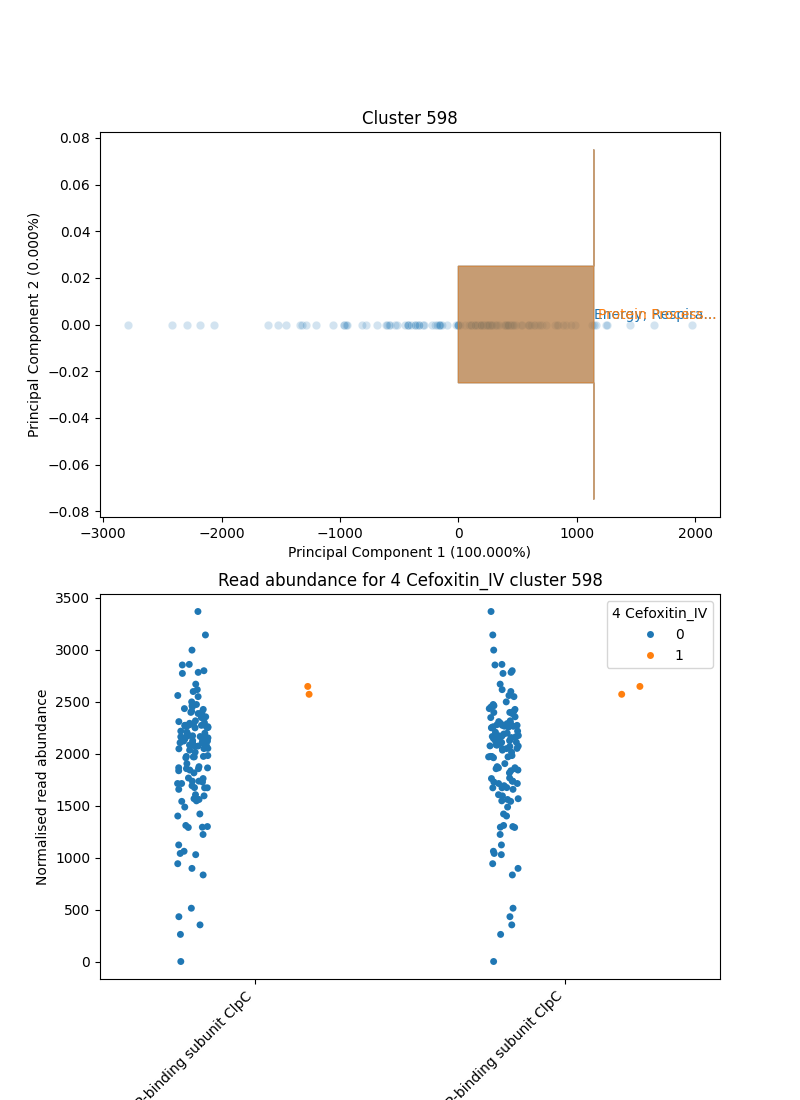 Cluster 598
0.08
0.06
0.04
0.02
0.00
−0.02
−0.04
−0.06
−0.08
Principal Component 2 (0.000%)
Energy; Respira...
−3000 −2000 −1000 0 1000 2000
Principal Component 1 (100.000%)
Read abundance for 4 Cefoxitin_IV cluster 598
3500
3000
2500
2000
1500
1000
500
0
Normalised read abundance
4 Cefoxitin_IV
0
1
-binding subunit ClpC
-binding subunit ClpC